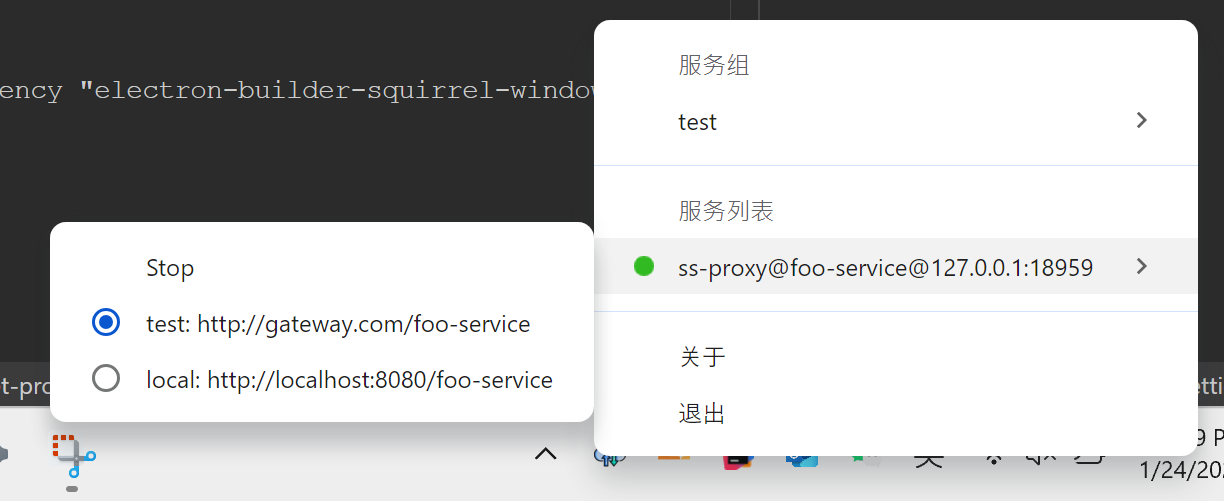 ency "electron-builder-squirrel-window
服务组
test
服务列表
ss-proxy@foo-service@127.0.0.1:18959
Stop
test: http://gateway.com/foo-service
local: http://localhost:8080/foo-service
关于
退出
t-pro
etti
9 P
1/24/20